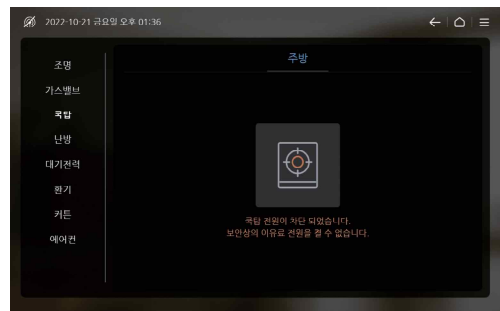 2022-10-21 금요일 오후 01:36
조명
가스밸브
쿡탑
난방
대기전력
환기
커튼
에어컨
주방
쿡탑 전원이 차단 되었습니다.
보안상의 이유로 전원을 켤 수 없습니다.